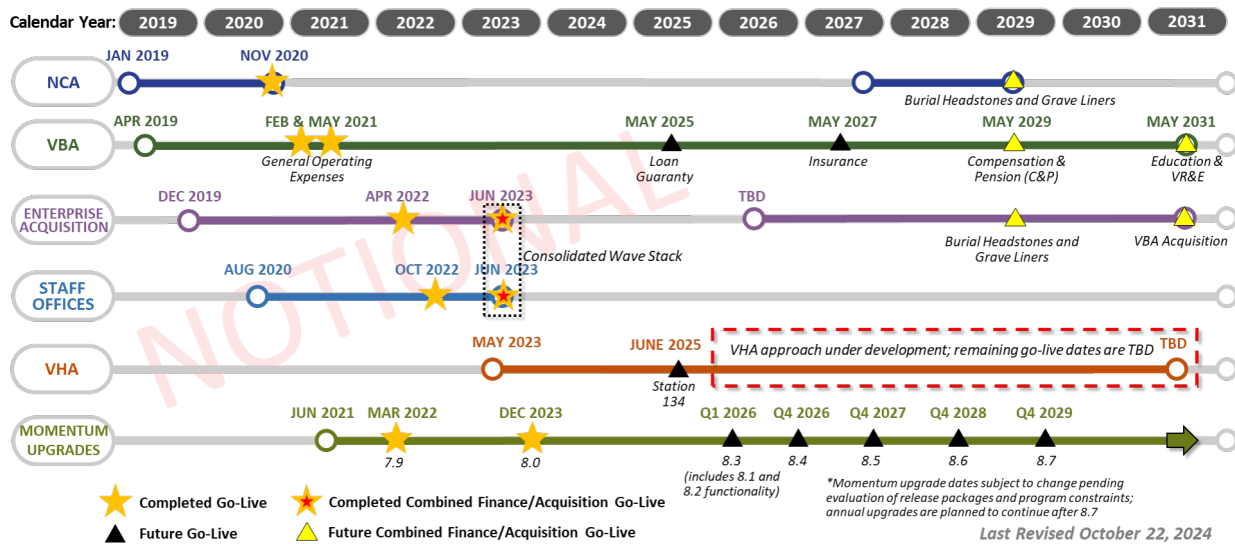 Calendar Year: 2019 2020 2021 2022 2023 2024 2025 2026 2027 2028 2029 2030 2031
JAN 2019 NOV 2020
NCA
Burial Headstones and Grave Liners
APR 2019 FEB & MAY 2021 MAY 2025 MAY 2027 MAY 2029 MAY 2031
VBA
General Operating
Expenses
Loan
Guaranty
Insurance
Compensation &
Pension (C&P)
Education &
VR&E
DEC 2019 APR 2022 JUN 2023 TBD
ENTERPRISE
ACQUISITION
Burial Headstones and
Grave Liners
VBA Acquisition
Consolidated Wave Stack
AUG 2020 OCT 2022 JUN 2023
STAFF
OFFICES
NOTIONAL
MAY 2023 JUNE 2025 VHA approach under development; remaining go-live dates are TBD TBD
VHA
Station
134
JUN 2021 MAR 2022 DEC 2023 Q1 2026 Q4 2026 Q4 2027 Q4 2028 Q4 2029
MOMENTUM
UPGRADES
7.9 8.0 8.3 8.4 8.5 8.6 8.7
(includes 8.1 and
8.2 functionality)
*Momentum upgrade dates subject to change pending
evaluation of release packages and program constraints;
annual upgrades are planned to continue after 8.7
Completed Go-Live Completed Combined Finance/Acquisition Go-Live
Future Go-Live Future Combined Finance/Acquisition Go-Live
Last Revised October 22, 2024